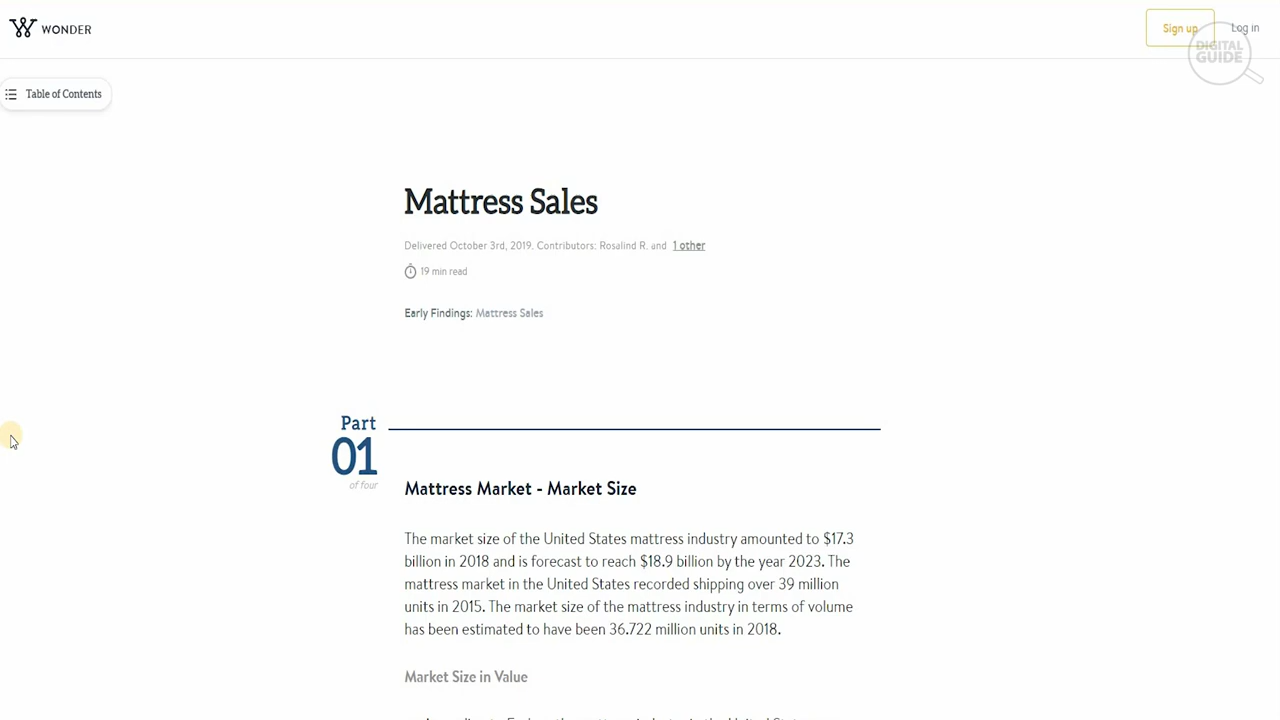 WONDER
Sign up
Log in
DIGITAL
GUIDE
Table of Contents
Mattress Sales
Delivered October 3rd, 2019. Contributors: Rosalind R. and 1 other
19 min read
Early Findings: Mattress Sales
Part
01
of four
Mattress Market - Market Size
The market size of the United States mattress industry amounted to $17.3
billion in 2018 and is forecast to reach $18.9 billion by the year 2023. The
mattress market in the United States recorded shipping over 39 million
units in 2015. The market size of the mattress industry in terms of volume
has been estimated to have been 36.722 million units in 2018.
Market Size in Value